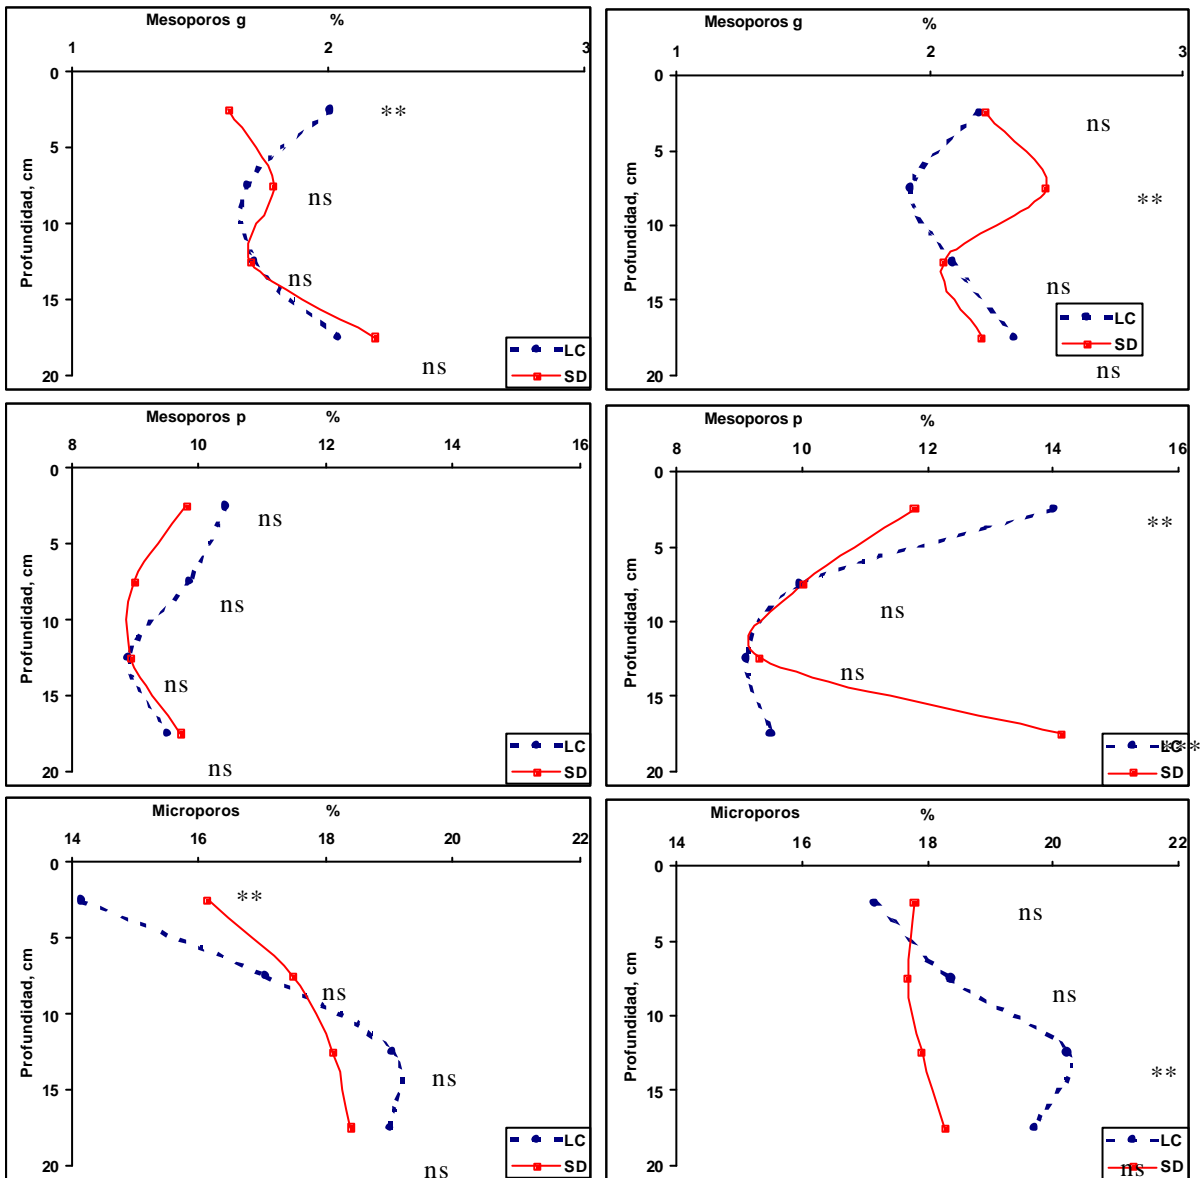 Mesoporos g %
1 2 3
0
**
5
ns
10
ns
15
ns
20
Profundidad, cm
LC
SD
Mesoporos g %
1 2 3
0
ns
5
**
10
ns
15
ns
20
Profundidad, cm
LC
SD
Mesoporos p %
8 10 12 14 16
0
ns
5
ns
10
ns
15
ns
20
Profundidad, cm
LC
SD
Mesoporos p %
8 10 12 14 16
0
**
5
ns
10
ns
15
***
20
Profundidad, cm
LC
SD
Microporos %
14 16 18 20 22
0
**
5
ns
10
ns
15
ns
20
Profundidad, cm
LC
SD
Microporos %
14 16 18 20 22
0
ns
5
ns
10
**
15
ns
20
Profundidad, cm
LC
SD